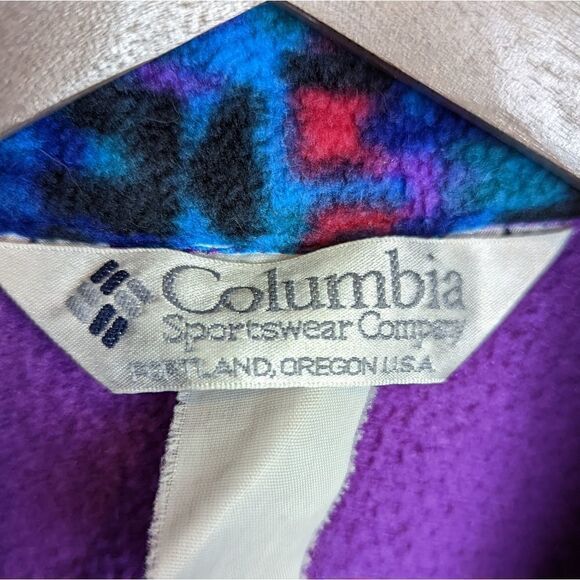 Columbia
Sportswear Company
PORTLAND, OREGON U.S.A.